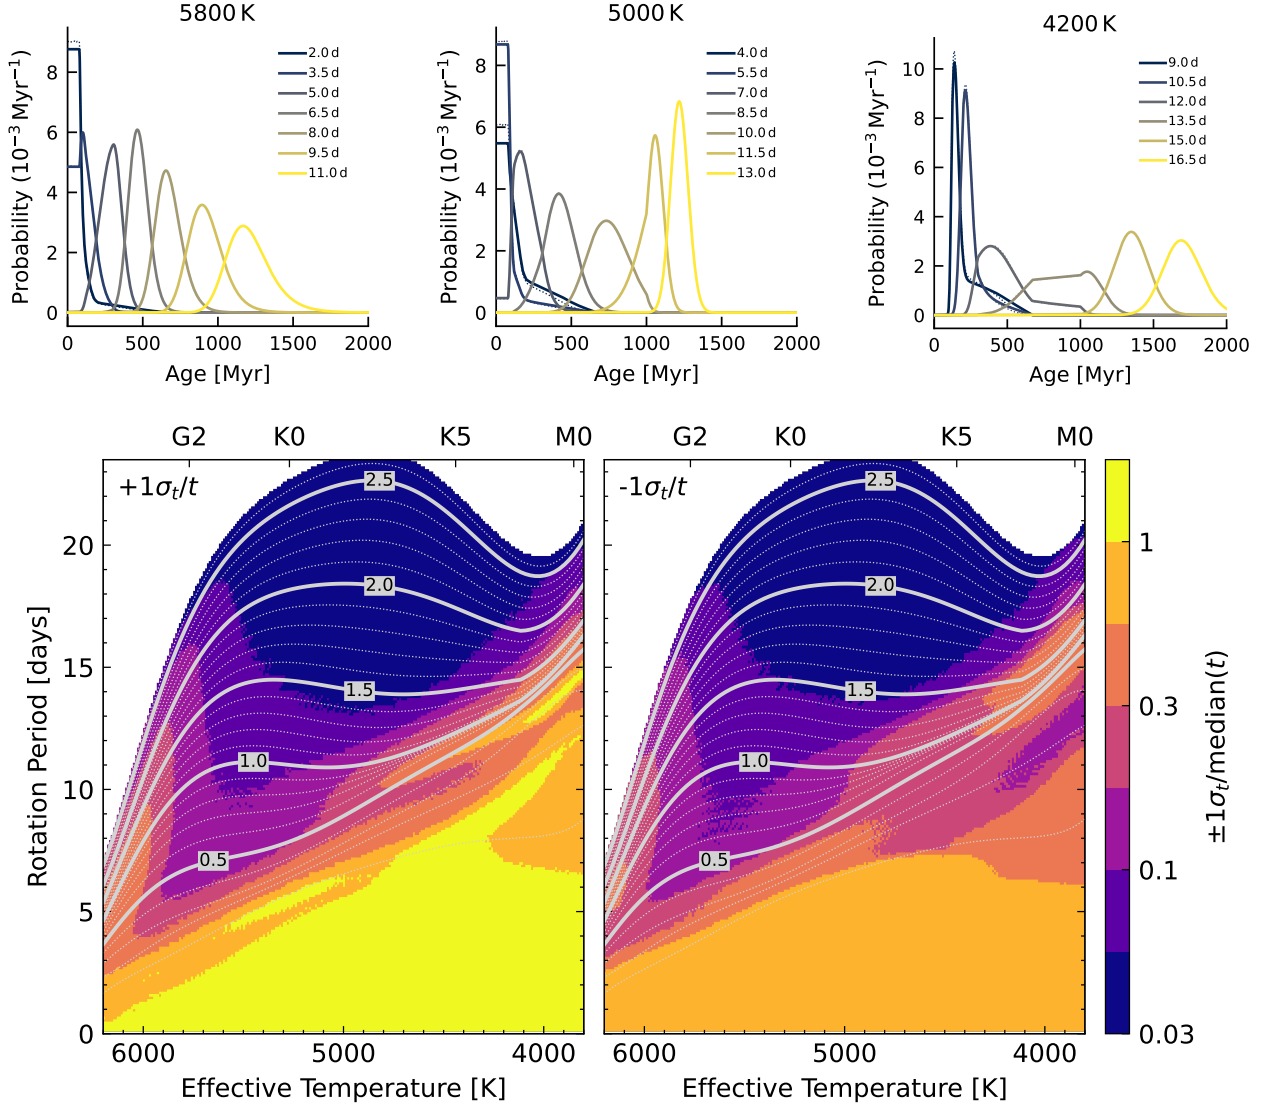 5800 K
Probability (10⁻³ Myr⁻¹)
8
6
4
2
0
2.0 d
3.5 d
5.0 d
6.5 d
8.0 d
9.5 d
11.0 d
0 500 1000 1500 2000
Age [Myr]
5000 K
Probability (10⁻³ Myr⁻¹)
8
6
4
2
0
4.0 d
5.5 d
7.0 d
8.5 d
10.0 d
11.5 d
13.0 d
0 500 1000 1500 2000
Age [Myr]
4200 K
Probability (10⁻³ Myr⁻¹)
10
8
6
4
2
0
9.0 d
10.5 d
12.0 d
13.5 d
15.0 d
16.5 d
0 500 1000 1500 2000
Age [Myr]
G2 K0 K5 M0
+1σₜ/t
Rotation Period [days]
20
15
10
5
0
2.5
2.0
1.5
1.0
0.5
6000 5000 4000
Effective Temperature [K]
G2 K0 K5 M0
-1σₜ/t
2.5
2.0
1.5
1.0
0.5
6000 5000 4000
Effective Temperature [K]
1
0.3
0.1
0.03
±1σₜ/median(t)